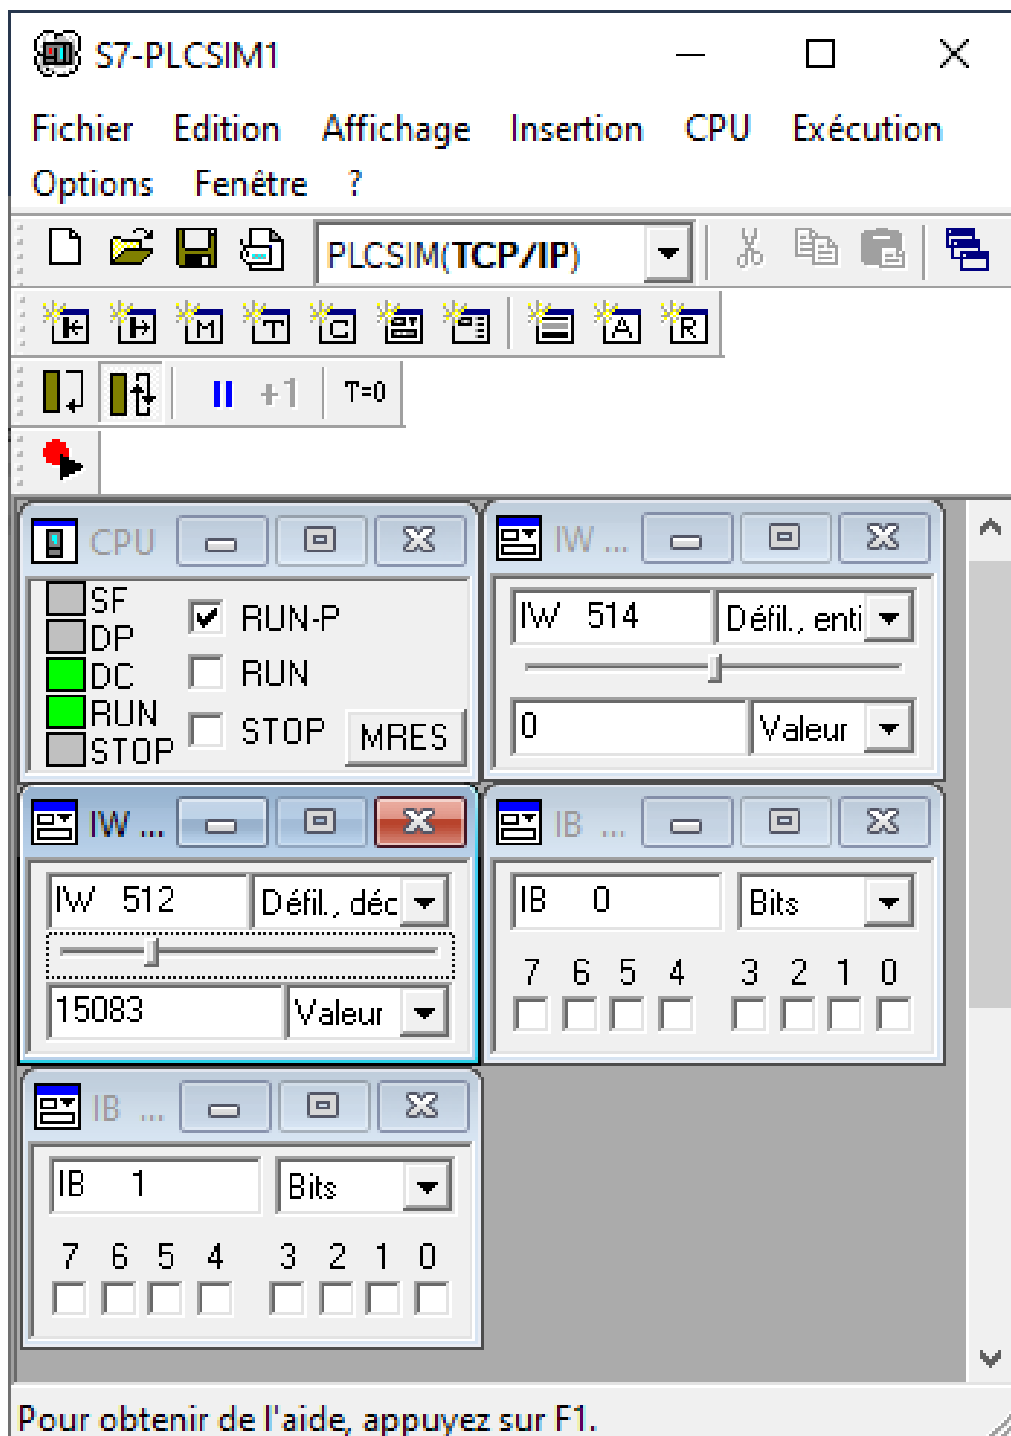 S7-PLCSIM1
Fichier Edition Affichage Insertion CPU Exécution
Options Fenêtre ?
PLCSIM(TCP/IP)
M T C A R
+1 T=0
CPU
SF
DP
DC
RUN
STOP
RUN-P
RUN
STOP
MRES
IW ...
IW 514 Défil., enti
0 Valeur
IW ...
IW 512 Défil., déc
15083 Valeur
IB ...
IB 0 Bits
7 6 5 4 3 2 1 0
IB ...
IB 1 Bits
7 6 5 4 3 2 1 0
Pour obtenir de l'aide, appuyez sur F1.